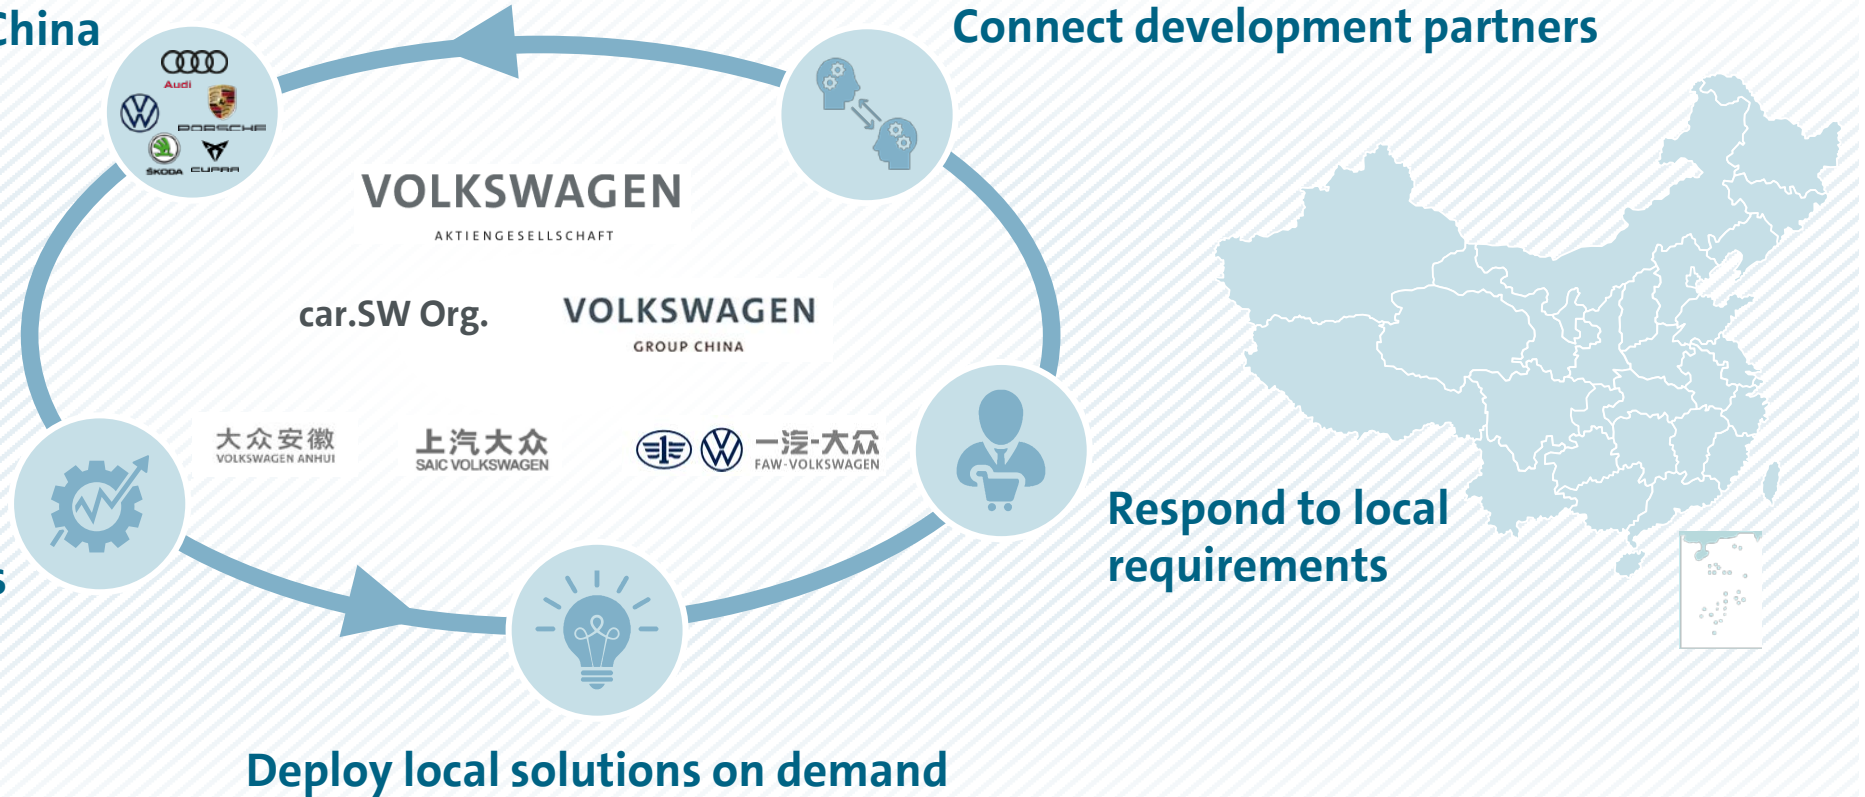 China
Connect development partners
Audi
PORSCHE
ŠKODA
CUPRA
VOLKSWAGEN
AKTIENGESELLSCHAFT
car.SW Org.
VOLKSWAGEN
GROUP CHINA
大众安徽
VOLKSWAGEN ANHUI
上汽大众
SAIC VOLKSWAGEN
一汽-大众
FAW-VOLKSWAGEN
Respond to local
requirements
s
Deploy local solutions on demand